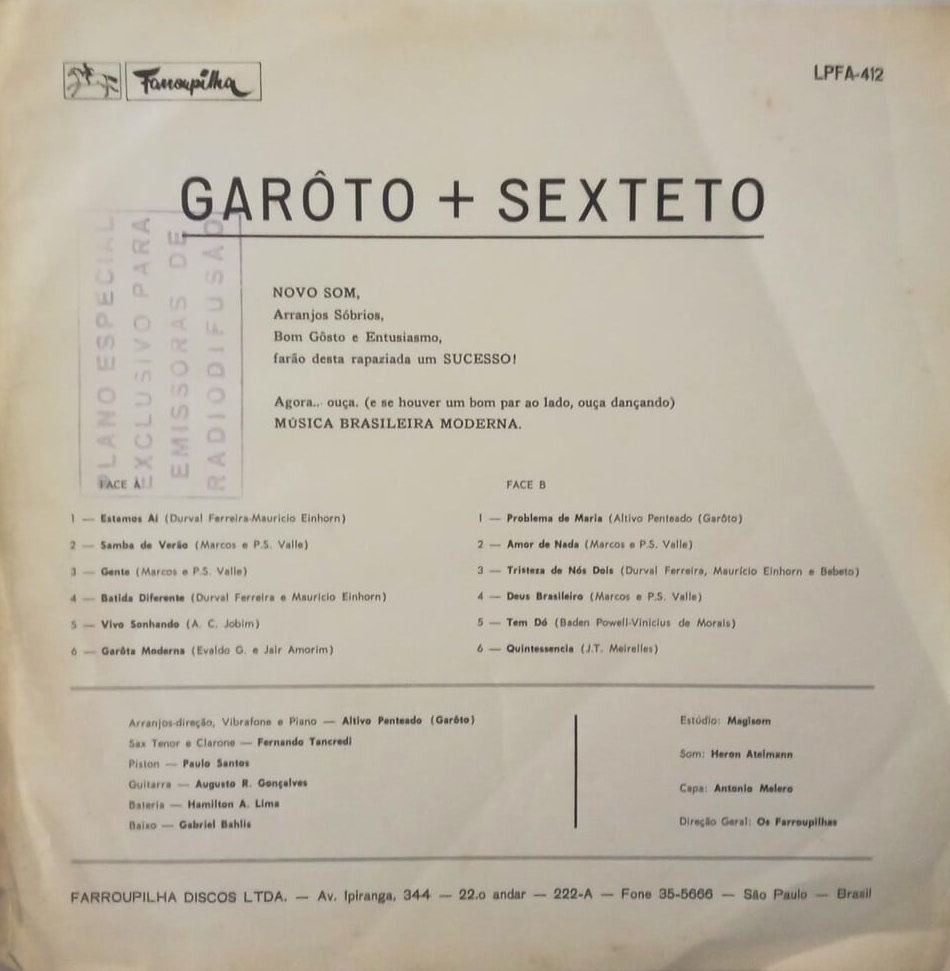 Farroupilha
LPFA-412
GARÔTO + SEXTETO
PLANO ESPECIAL
EXCLUSIVO PARA
EMISSORAS DE
RADIODIFUSÃO
NOVO SOM,
Arranjos Sóbrios,
Bom Gôsto e Entusiasmo,
farão desta rapaziada um SUCESSO!
Agora... ouça. (e se houver um bom par ao lado, ouça dançando)
MÚSICA BRASILEIRA MODERNA.
FACE A
1 — Estamos Aí (Durval Ferreira-Mauricio Einhorn)
2 — Samba de Verão (Marcos e P.S. Valle)
3 — Gente (Marcos e P.S. Valle)
4 — Batida Diferente (Durval Ferreira e Mauricio Einhorn)
5 — Vivo Sonhando (A. C. Jobim)
6 — Garôta Moderna (Evaldo G. e Jair Amorim)
FACE B
1 — Problema de Maria (Altivo Penteado (Garôto)
2 — Amor de Nada (Marcos e P.S. Valle)
3 — Tristeza de Nós Dois (Durval Ferreira, Maurício Einhorn e Bebeto)
4 — Deus Brasileiro (Marcos e P.S. Valle)
5 — Tem Dó (Baden Powell-Vinicius de Morais)
6 — Quintessencia (J.T. Meirelles)
Arranjos-direção, Vibrafone e Piano — Altivo Penteado (Garôto)
Sax Tenor e Clarone — Fernando Tancredi
Piston — Paulo Santos
Guitarra — Augusto R. Gonçalves
Bateria — Hamilton A. Lima
Baixo — Gabriel Bahlis
Estúdio: Magisom
Som: Heron Atelmann
Capa: Antonio Melero
Direção Geral: Os Farroupilhas
FARROUPILHA DISCOS LTDA. — Av. Ipiranga, 344 — 22.o andar — 222-A — Fone 35-5666 — São Paulo — Brasil